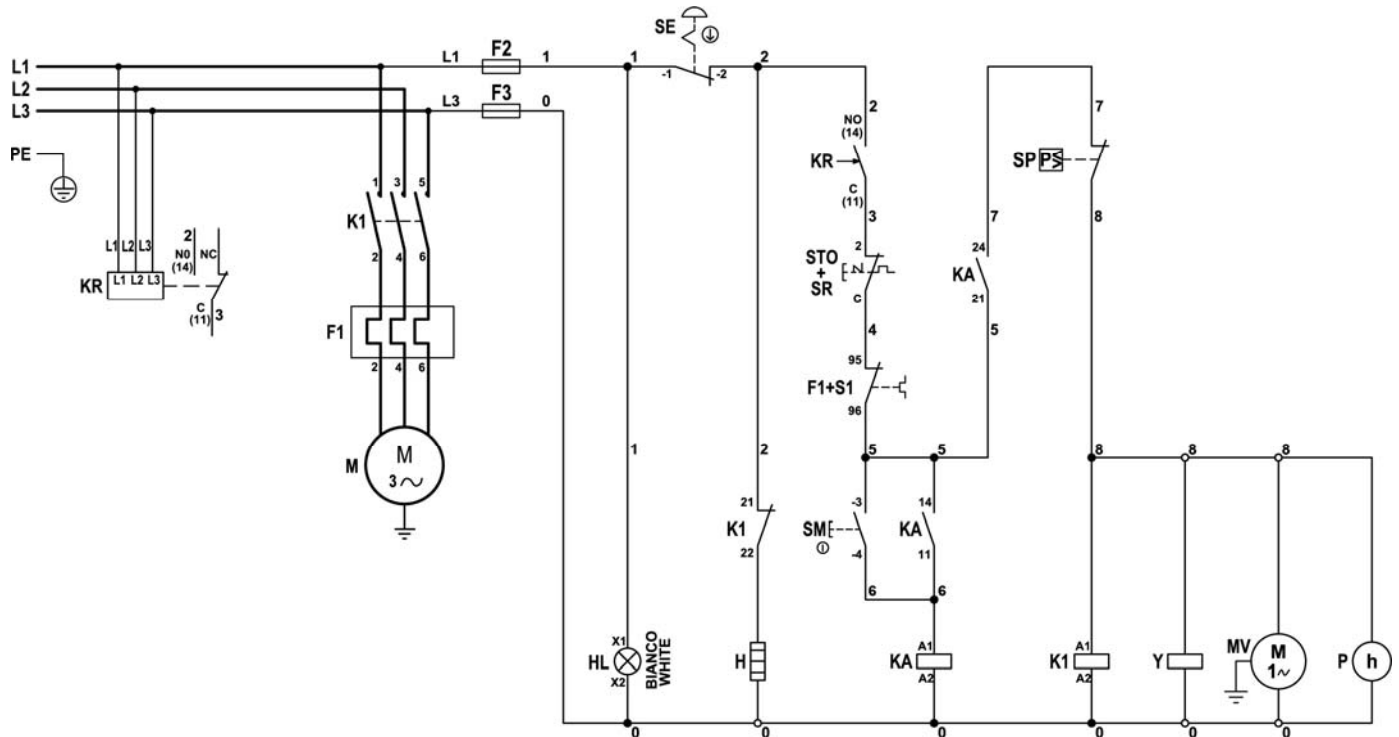 SE
L1 F2 1 1 -1 -2 2
L1
L2
L3 L3 F3 0
PE
2 7
NO
(14)
KR
C
(11)
3
SP P
7
8
1 3 5
K1
2 4 6
L1 L2 L3
2
N0 NC
(14)
KR L1 L2 L3
C
(11) 3
2
STO
+
SR
C
4
24
KA
21
5
F1
2 4 6
95
F1+S1
96
M M
3
1 2
5 5 8 8 8
21
K1
22
-3
SM
-4
14
KA
11
6 6
X1
HL
X2
BIANCO
WHITE
H
A1
KA
A2
A1
K1
A2
Y
MV M
1~
P h
0 0 0 0 0 0